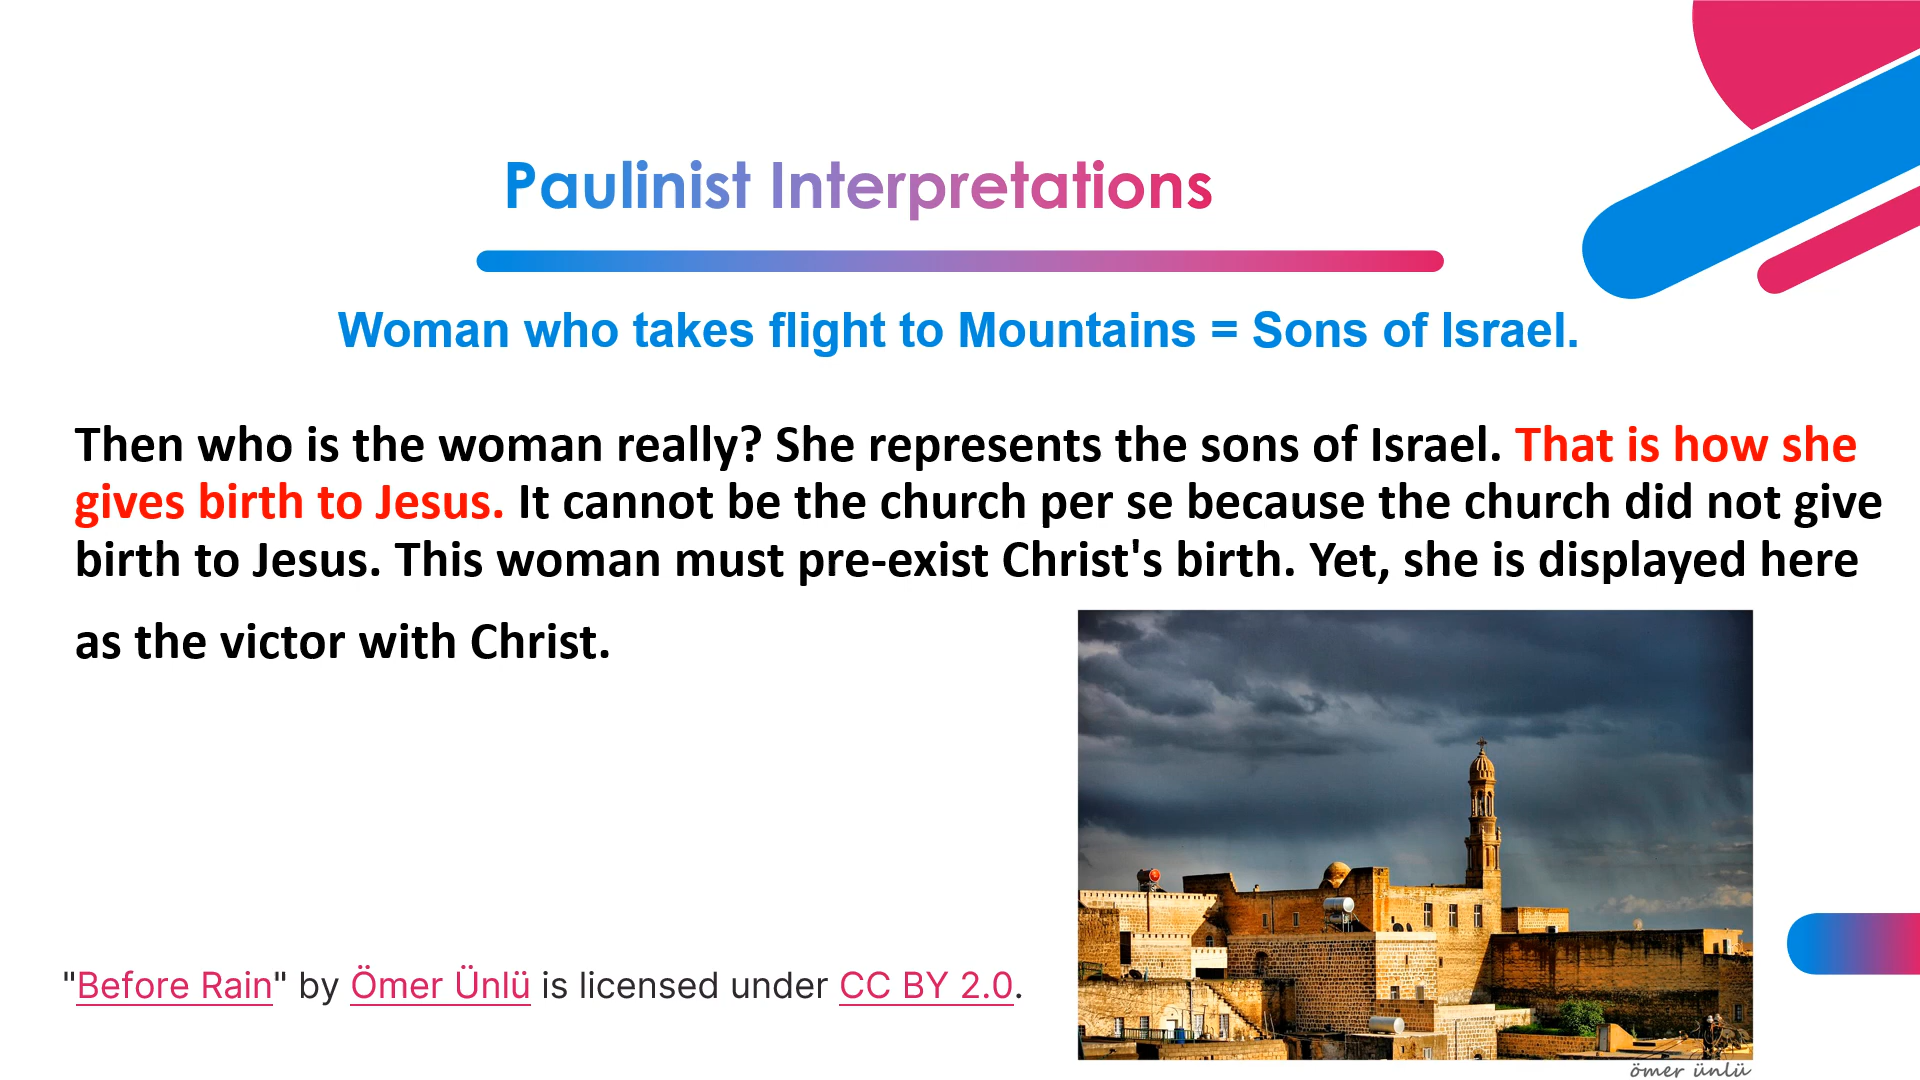 Paulinist Interpretations
Woman who takes flight to Mountains = Sons of Israel.
Then who is the woman really? She represents the sons of Israel. That is how she
gives birth to Jesus. It cannot be the church per se because the church did not give
birth to Jesus. This woman must pre-exist Christ's birth. Yet, she is displayed here
as the victor with Christ.
"Before Rain" by Ömer Ünlü is licensed under CC BY 2.0.
ömer ünlü